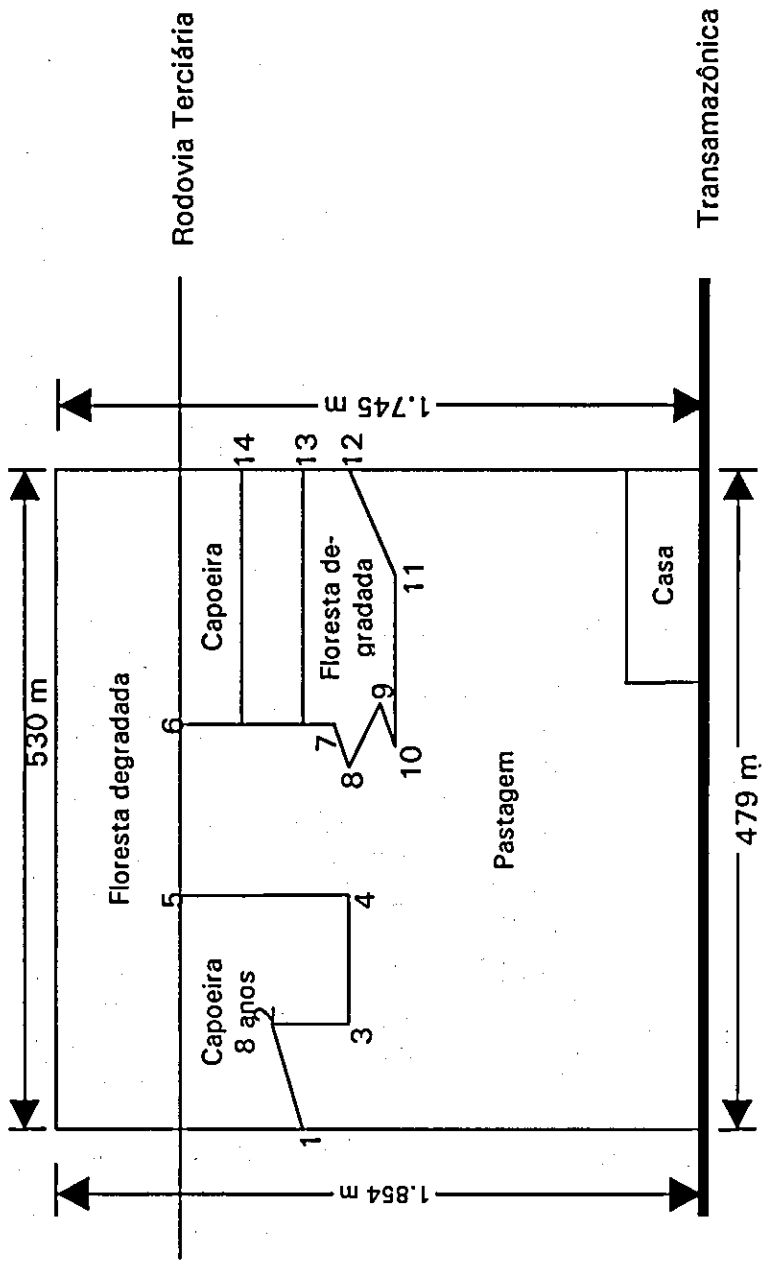 530 m
Floresta degradada
Rodovia Terciária
5
6
14
13
12
Capoeira
8 anos
2
1
3
4
Capoeira
Floresta de-
gradada
7
8
9
10
11
1.854 m
1.745 m
Pastagem
Casa
Transamazônica
479 m